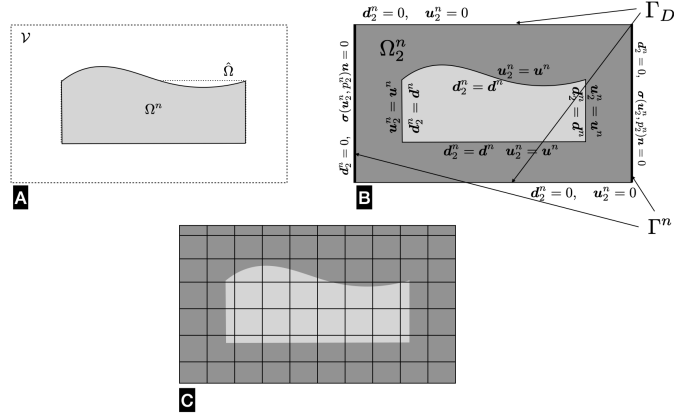 𝒱
Ω̂
Ωⁿ
A
𝒅₂ⁿ = 0, 𝒖₂ⁿ = 0
Γ_D
Ω₂ⁿ
𝒅₂ⁿ = 0, 𝝈(𝒖₂ⁿ, p₂ⁿ)𝒏 = 0
𝒖₂ⁿ = 𝒖ⁿ
𝒅₂ⁿ = 𝒅ⁿ
𝒖₂ⁿ = 𝒖ⁿ
𝒅₂ⁿ = 𝒅ⁿ
𝒅₂ⁿ = 𝒅ⁿ
𝒖₂ⁿ = 𝒖ⁿ
𝒅₂ⁿ = 0, 𝝈(𝒖₂ⁿ, p₂ⁿ)𝒏 = 0
𝒅₂ⁿ = 𝒅ⁿ 𝒖₂ⁿ = 𝒖ⁿ
B
𝒅₂ⁿ = 0, 𝒖₂ⁿ = 0
Γⁿ
C